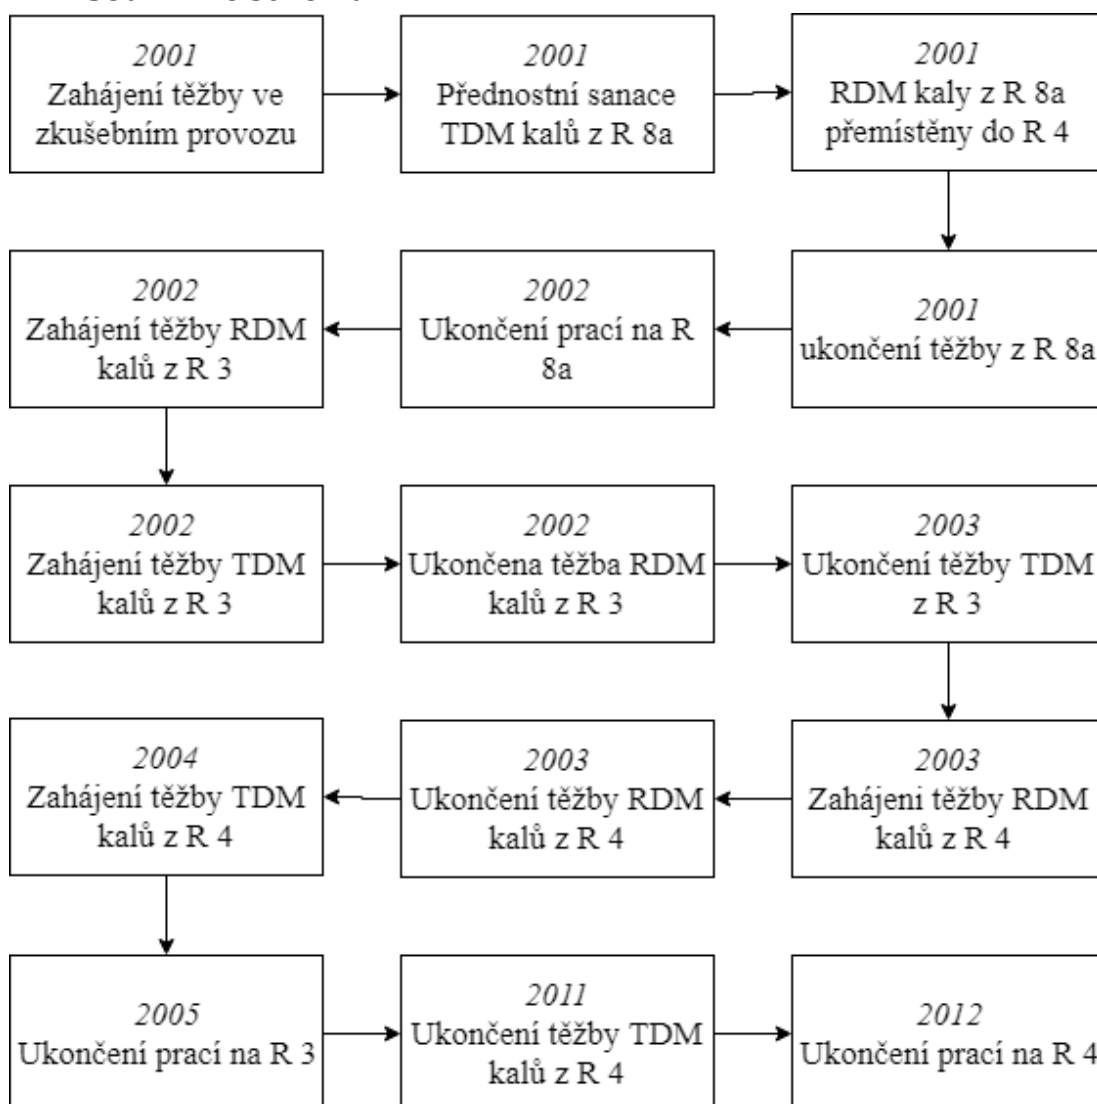 2001
Zahájení těžby ve
zkušebním provozu
2001
Přednostní sanace
TDM kalů z R 8a
2001
RDM kaly z R 8a
přemístěny do R 4
2001
ukončení těžby z R 8a
2002
Ukončení prací na R
8a
2002
Zahájení těžby RDM
kalů z R 3
2002
Zahájení těžby TDM
kalů z R 3
2002
Ukončena těžba RDM
kalů z R 3
2003
Ukončení těžby TDM
z R 3
2003
Zahájeni těžby RDM
kalů z R 4
2003
Ukončení těžby RDM
kalů z R 4
2004
Zahájení těžby TDM
kalů z R 4
2005
Ukončení prací na R 3
2011
Ukončení těžby TDM
kalů z R 4
2012
Ukončení prací na R 4